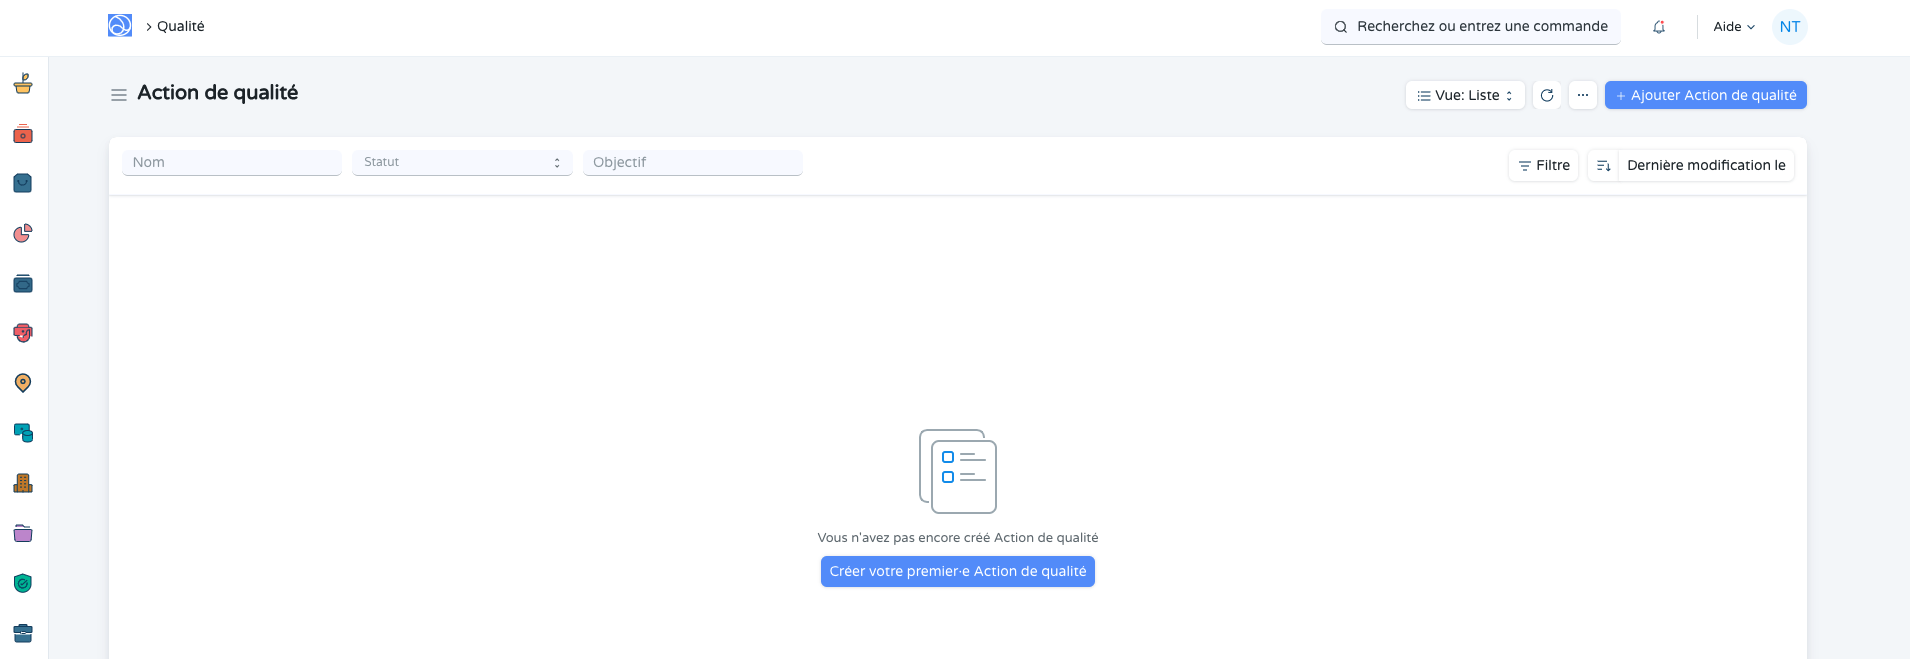 Qualité
Recherchez ou entrez une commande
Aide
NT
Action de qualité
Vue: Liste
Ajouter Action de qualité
Nom
Statut
Objectif
Filtre
Dernière modification le
Vous n'avez pas encore créé Action de qualité
Créer votre premier·e Action de qualité